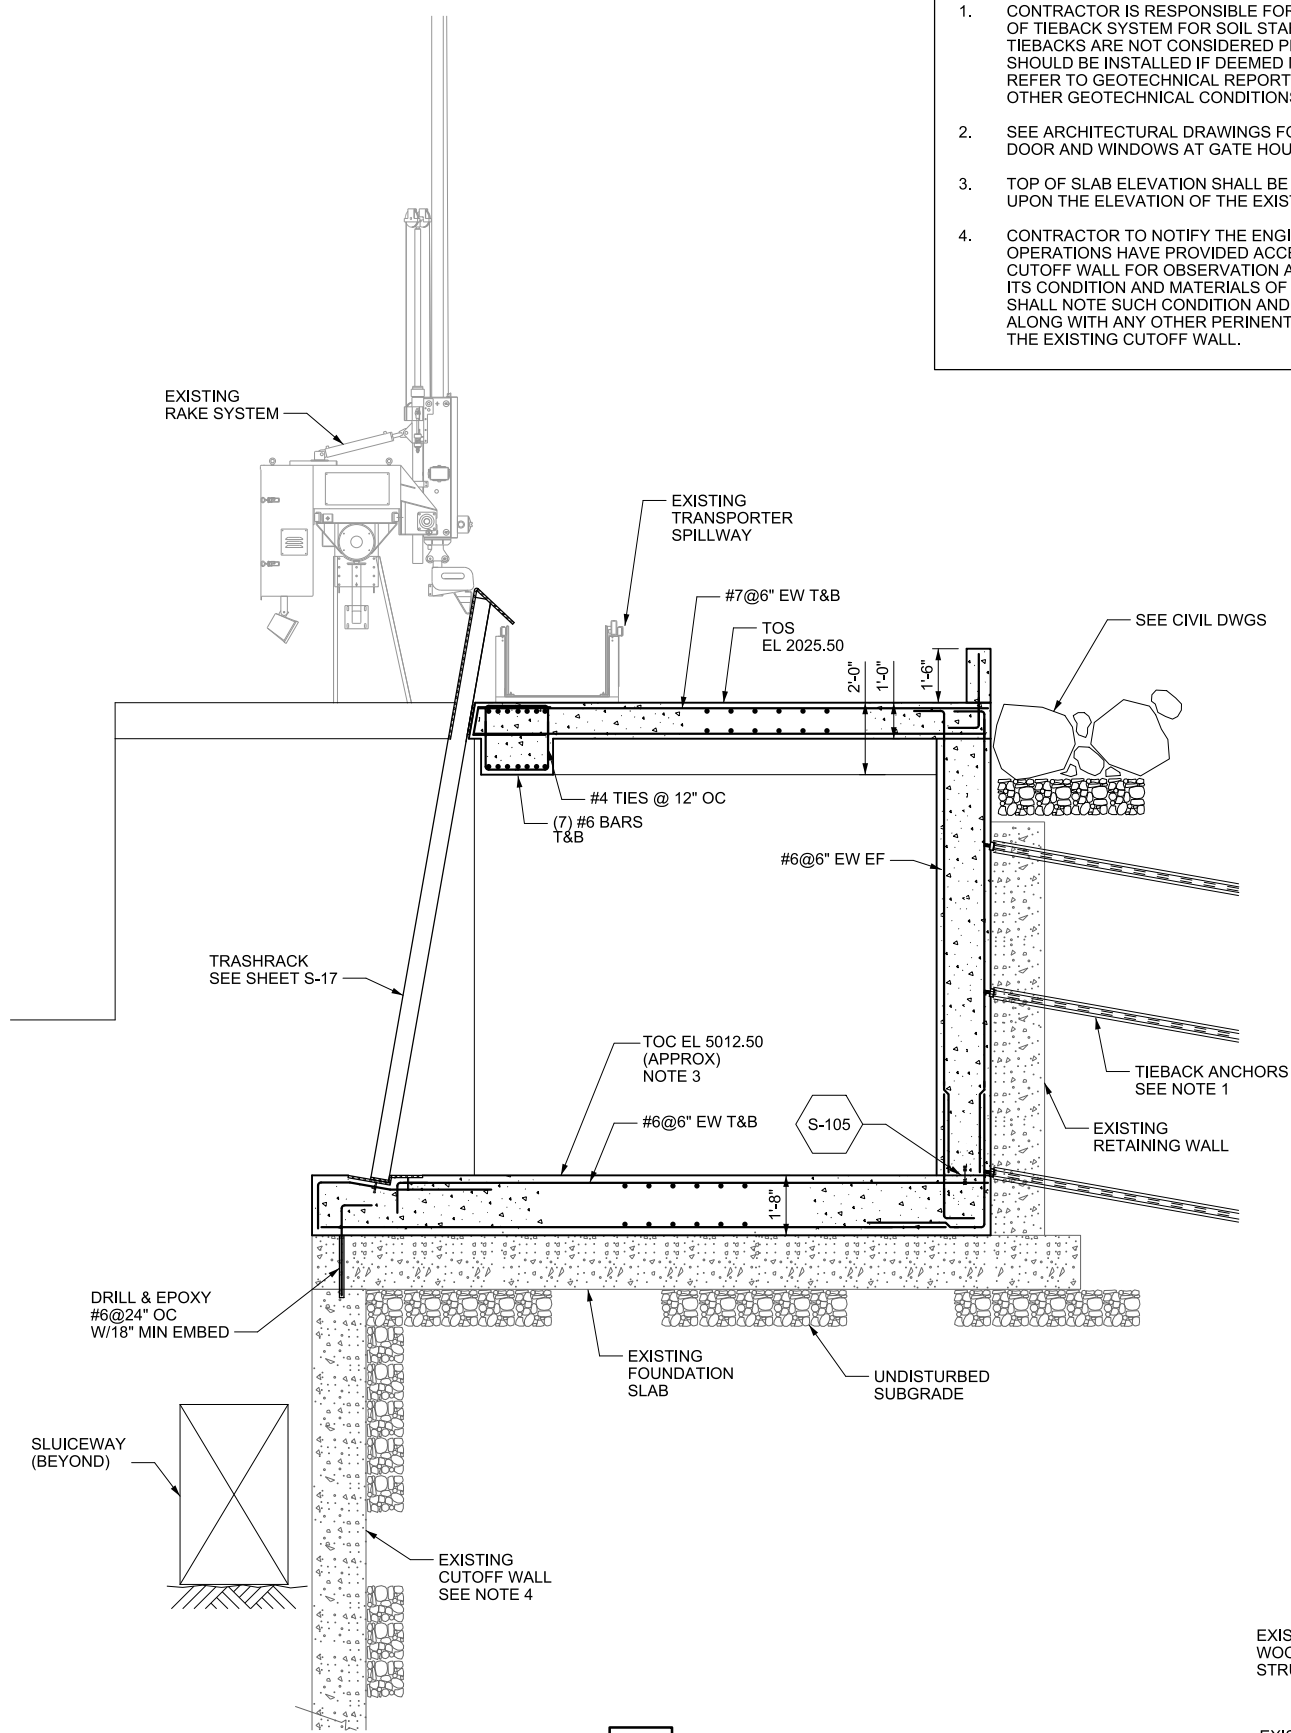 1. CONTRACTOR IS RESPONSIBLE FOR
OF TIEBACK SYSTEM FOR SOIL
TIEBACKS ARE NOT CONSIDERED
SHOULD BE INSTALLED IF DEEMED
REFER TO GEOTECHNICAL REPORT
OTHER GEOTECHNICAL CONDITIONS
2. SEE ARCHITECTURAL DRAWINGS
DOOR AND WINDOWS AT GATE
3. TOP OF SLAB ELEVATION SHALL BE
UPON THE ELEVATION OF THE
4. CONTRACTOR TO NOTIFY THE
OPERATIONS HAVE PROVIDED
CUTOFF WALL FOR OBSERVATION
ITS CONDITION AND MATERIALS OF
SHALL NOTE SUCH CONDITION AND
ALONG WITH ANY OTHER PERINENT
THE EXISTING CUTOFF WALL.
EXISTING
RAKE SYSTEM
EXISTING
TRANSPORTER
SPILLWAY
#7@6" EW T&B
TOS
EL 2025.50
SEE CIVIL DWGS
2'-0"
1'-0"
1'-6"
#4 TIES @ 12" OC
(7) #6 BARS
T&B
#6@6" EW EF
TRASHRACK
SEE SHEET S-17
TOC EL 5012.50
(APPROX)
NOTE 3
#6@6" EW T&B
S-105
TIEBACK ANCHORS
SEE NOTE 1
EXISTING
RETAINING WALL
1'-8"
DRILL & EPOXY
#6@24" OC
W/18" MIN EMBED
EXISTING
FOUNDATION
SLAB
UNDISTURBED
SUBGRADE
SLUICEWAY
(BEYOND)
EXISTING
CUTOFF WALL
SEE NOTE 4